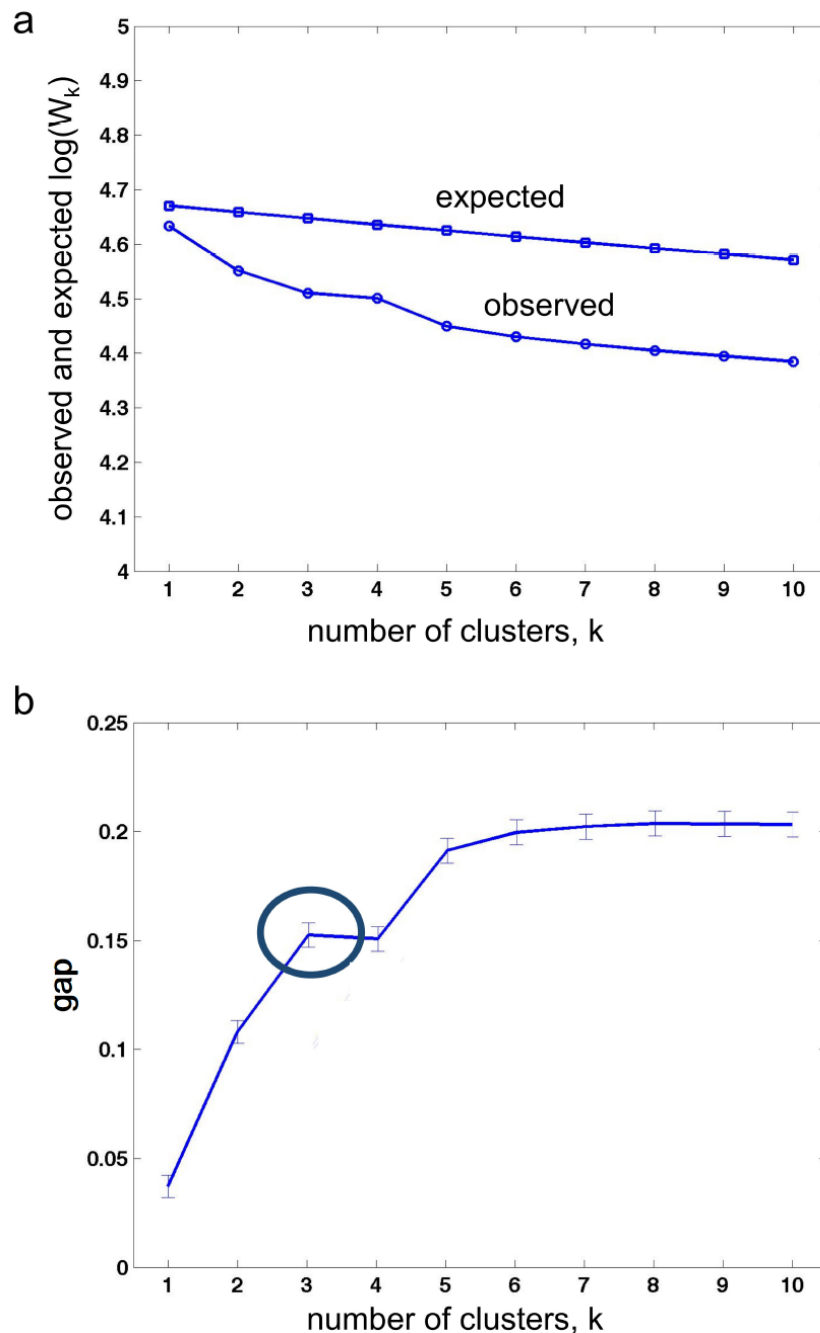 a
observed and expected log(W_k)
5
4.9
4.8
4.7
4.6
4.5
4.4
4.3
4.2
4.1
4
expected
observed
1 2 3 4 5 6 7 8 9 10
number of clusters, k
b
gap
0.25
0.2
0.15
0.1
0.05
0
1 2 3 4 5 6 7 8 9 10
number of clusters, k